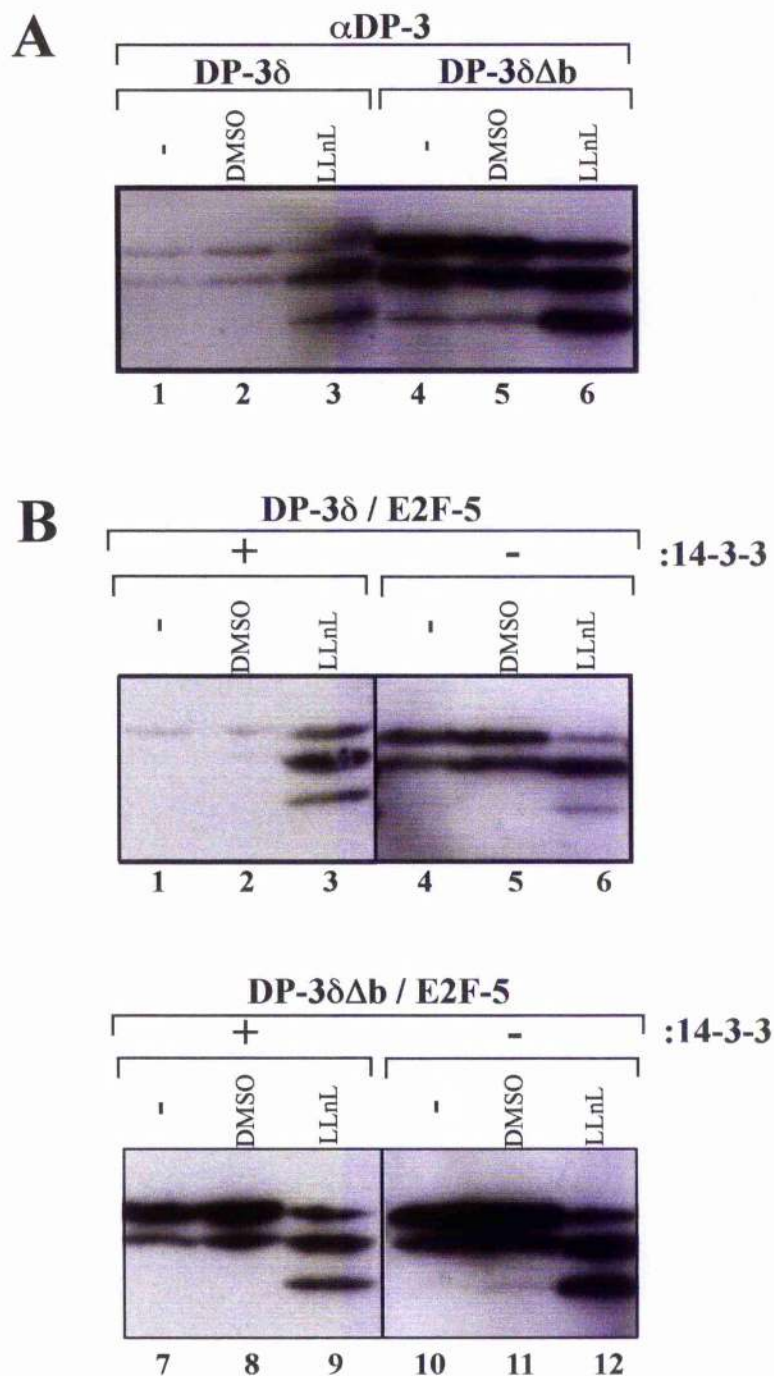 A
αDP-3
DP-3δ DP-3δΔb
- DMSO LLnL - DMSO LLnL
1 2 3 4 5 6
B
DP-3δ / E2F-5
+ - :14-3-3
- DMSO LLnL - DMSO LLnL
1 2 3 4 5 6
DP-3δΔb / E2F-5
+ - :14-3-3
- DMSO LLnL - DMSO LLnL
7 8 9 10 11 12